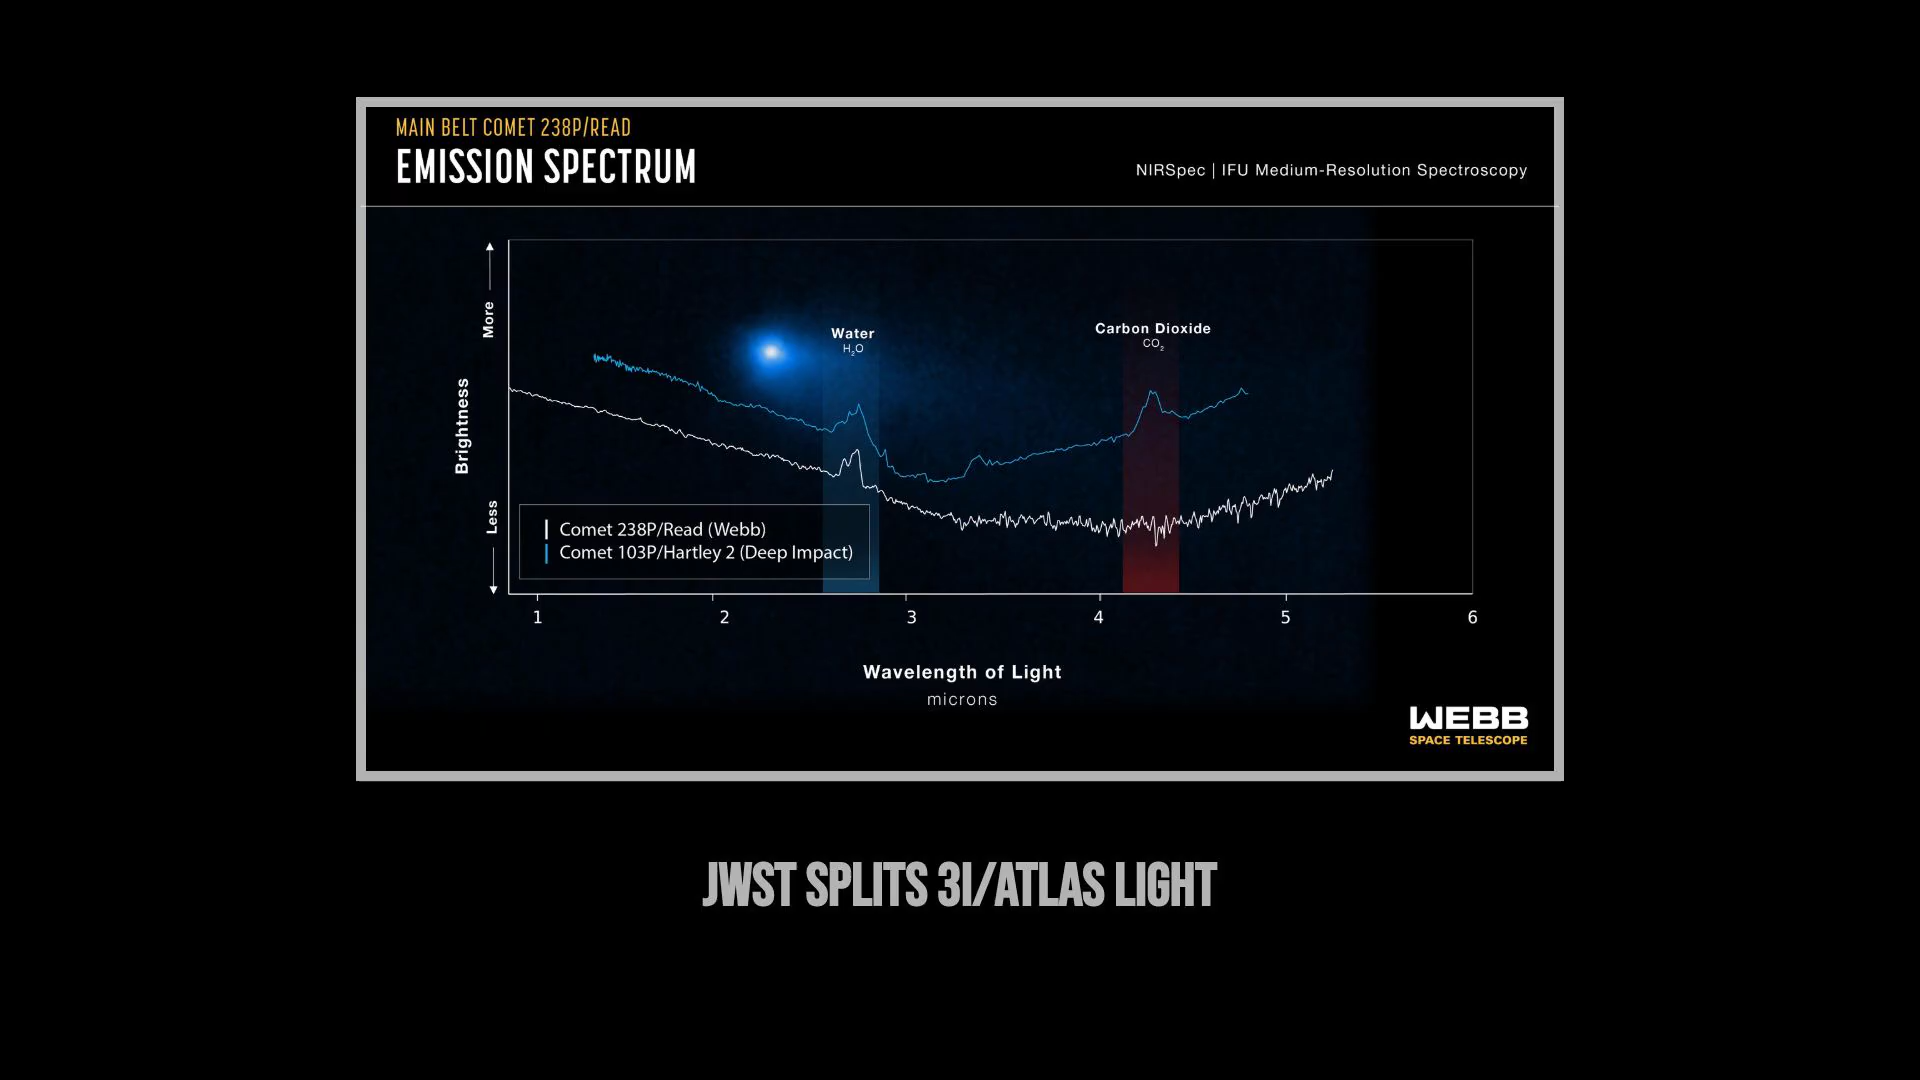 MAIN BELT COMET 238P/READ
EMISSION SPECTRUM
NIRSpec | IFU Medium-Resolution Spectroscopy
More
Brightness
Less
Water
H₂O
Carbon Dioxide
CO₂
Comet 238P/Read (Webb)
Comet 103P/Hartley 2 (Deep Impact)
1 2 3 4 5 6
Wavelength of Light
microns
WEBB
SPACE TELESCOPE
JWST SPLITS 3I/ATLAS LIGHT